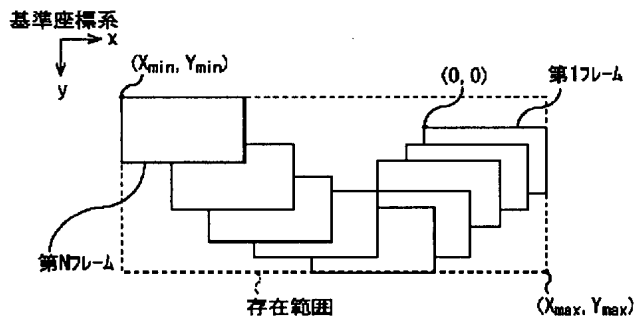 基準座標系
x
y
(Xmin, Ymin)
(0, 0)
第1フレーム
第Nフレーム
存在範囲
(Xmax, Ymax)